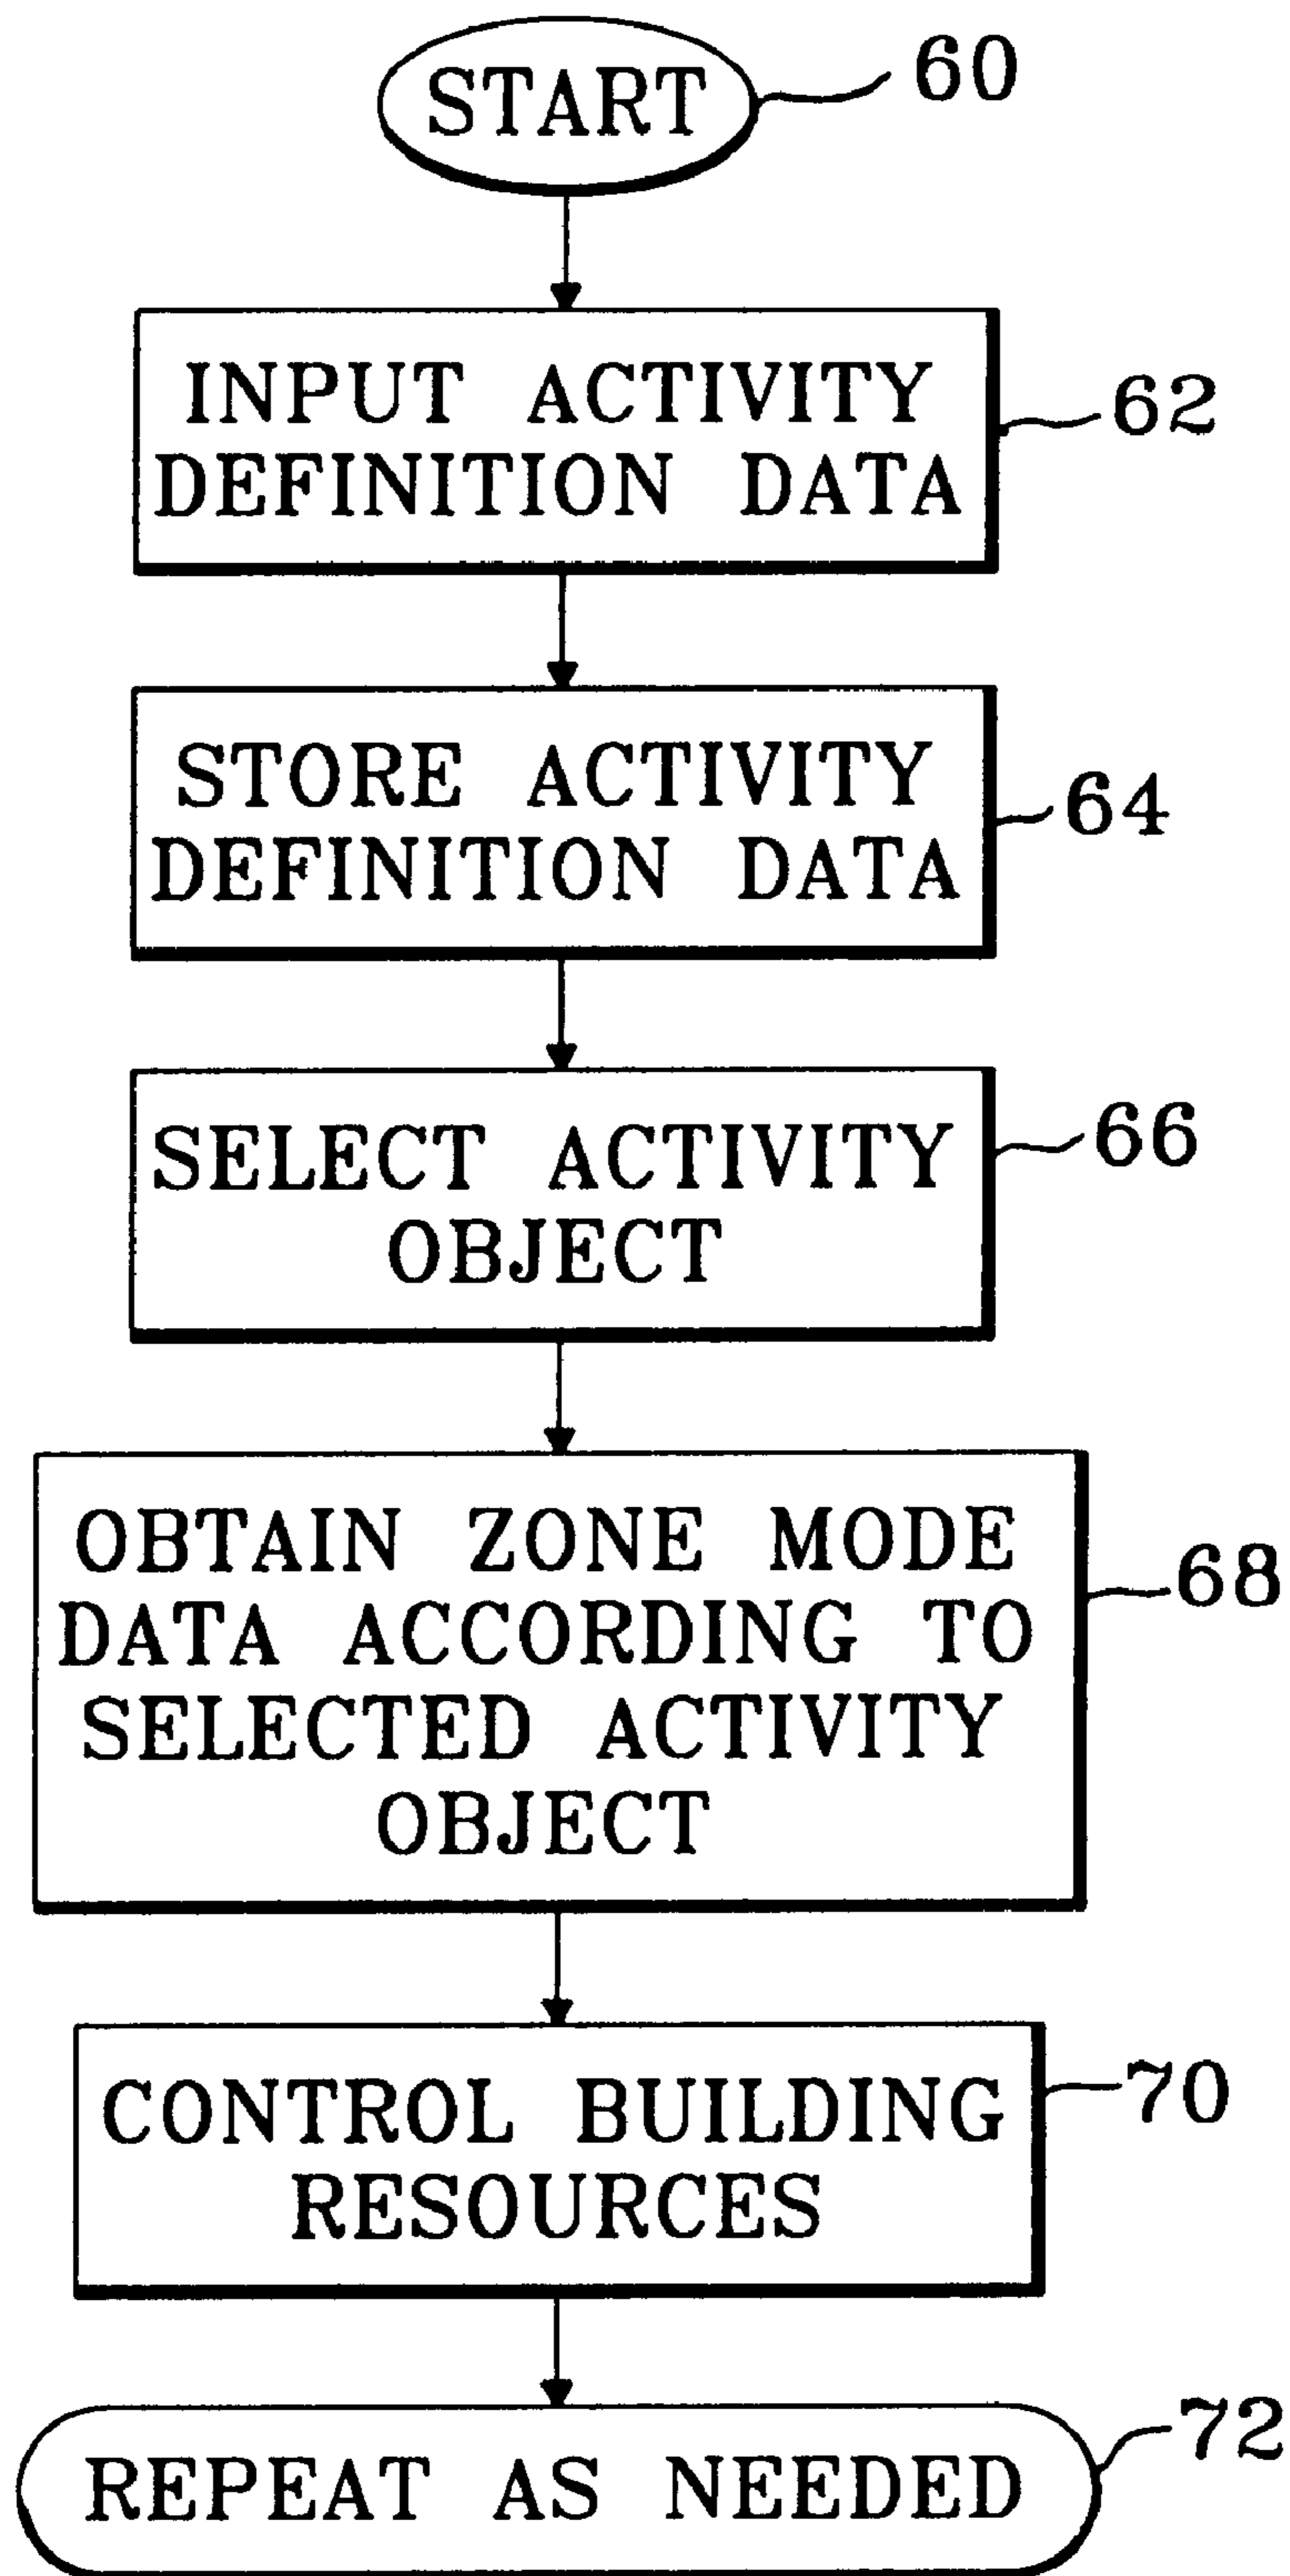 START
60
INPUT ACTIVITY
DEFINITION DATA
62
STORE ACTIVITY
DEFINITION DATA
64
SELECT ACTIVITY
OBJECT
66
OBTAIN ZONE MODE
DATA ACCORDING TO
SELECTED ACTIVITY
OBJECT
68
CONTROL BUILDING
RESOURCES
70
REPEAT AS NEEDED
72